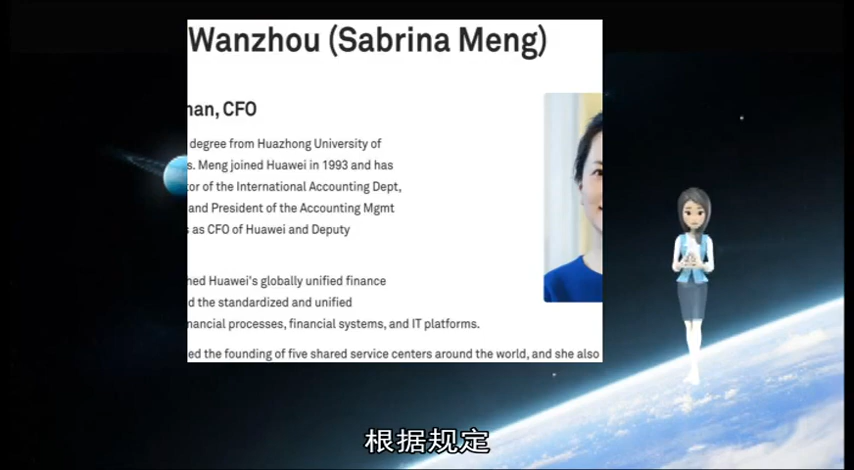 Wanzhou (Sabrina Meng)
man, CFO
degree from Huazhong University of
s. Meng joined Huawei in 1993 and has
tor of the International Accounting Dept,
and President of the Accounting Mgmt
s as CFO of Huawei and Deputy
ned Huawei's globally unified finance
d the standardized and unified
nancial processes, financial systems, and IT platforms.
ed the founding of five shared service centers around the world, and she also
根据规定